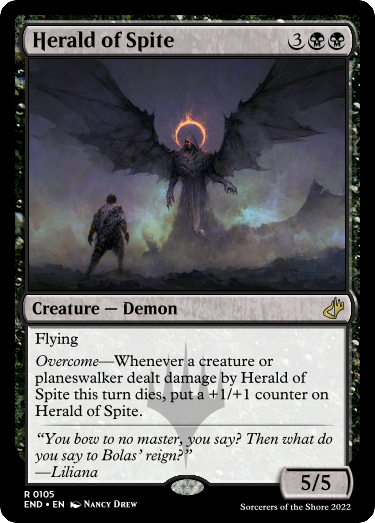 Herald of Spite 3
Creature — Demon
Flying
Overcome—Whenever a creature or
planeswalker dealt damage by Herald of
Spite this turn dies, put a +1/+1 counter on
Herald of Spite.
“You bow to no master, you say? Then what do
you say to Bolas’ reign?”
—Liliana
5/5
R 0105
END • EN Nancy Drew
Sorcerers of the Shore 2022